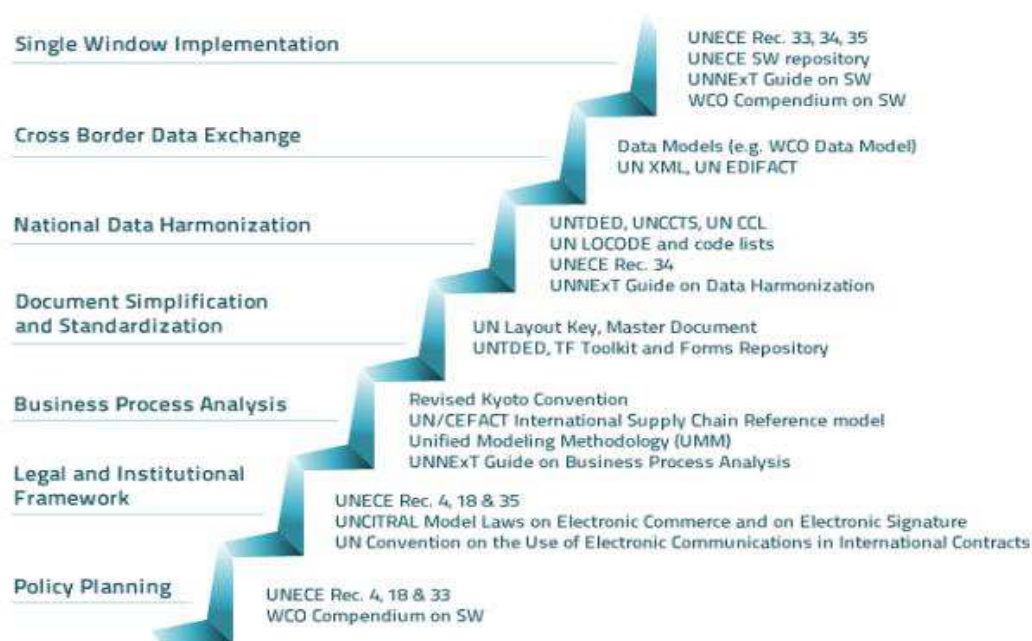 Single Window Implementation
UNECE Rec. 33, 34, 35
UNECE SW repository
UNNExT Guide on SW
WCO Compendium on SW
Cross Border Data Exchange
Data Models (e.g. WCO Data Model)
UN XML, UN EDIFACT
National Data Harmonization
UNTDED, UNCCTS, UN CCL
UN LOCODE and code lists
UNECE Rec. 34
UNNExT Guide on Data Harmonization
Document Simplification
and Standardization
UN Layout Key, Master Document
UNTDED, TF Toolkit and Forms Repository
Business Process Analysis
Revised Kyoto Convention
UN/CEFACT International Supply Chain Reference model
Unified Modeling Methodology (UMM)
UNNExT Guide on Business Process Analysis
Legal and Institutional
Framework
UNECE Rec. 4, 18 & 35
UNCITRAL Model Laws on Electronic Commerce and on Electronic Signature
UN Convention on the Use of Electronic Communications in International Contracts
Policy Planning
UNECE Rec. 4, 18 & 33
WCO Compendium on SW